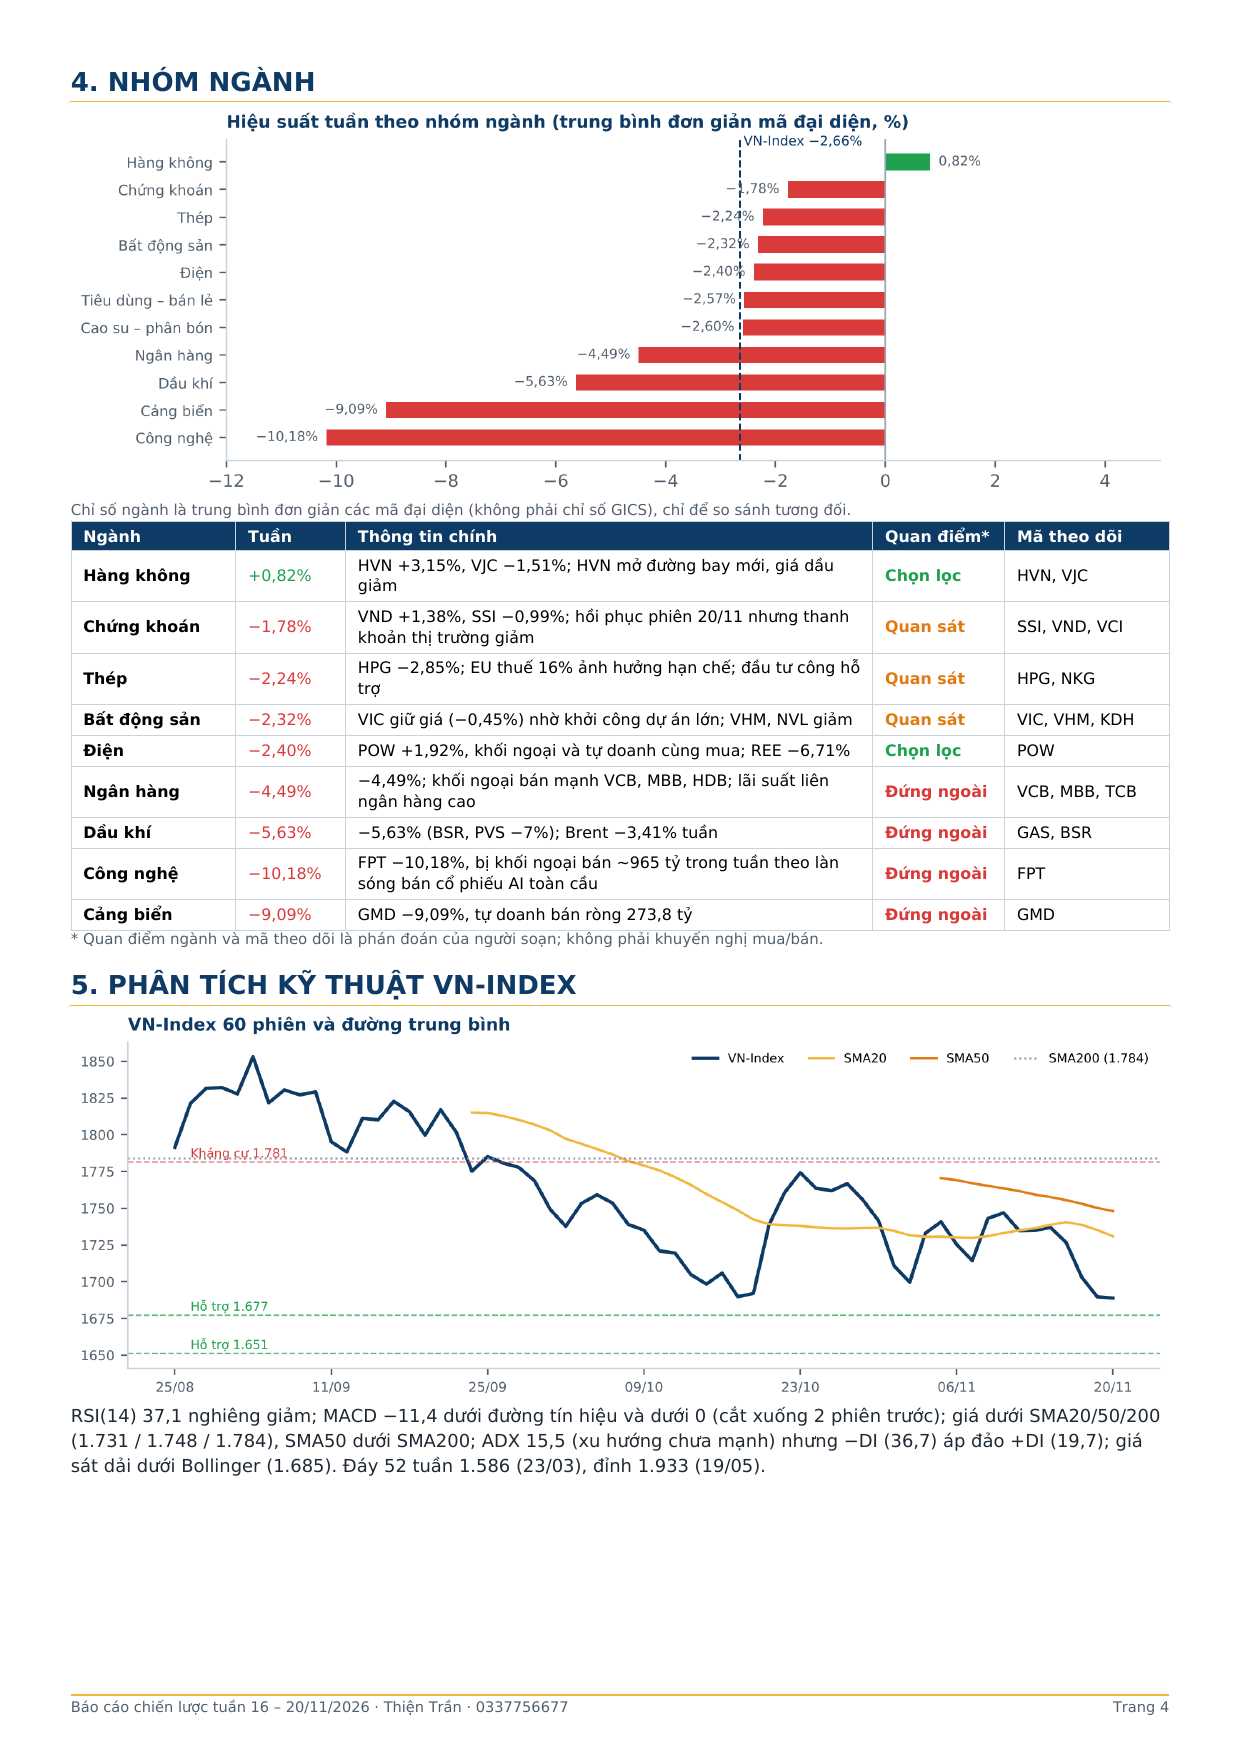 4. NHÓM NGÀNH
Hiệu suất tuần theo nhóm ngành (trung bình đơn giản mã đại diện, %)
VN-Index −2,66%
Hàng không 0,82%
Chứng khoán −1,78%
Thép −2,24%
Bất động sản −2,32%
Điện −2,40%
Tiêu dùng – bán lẻ −2,57%
Cao su – phân bón −2,60%
Ngân hàng −4,49%
Dầu khí −5,63%
Cảng biển −9,09%
Công nghệ −10,18%
−12 −10 −8 −6 −4 −2 0 2 4
Chỉ số ngành là trung bình đơn giản các mã đại diện (không phải chỉ số GICS), chỉ để so sánh tương đối.
Ngành Tuần Thông tin chính Quan điểm* Mã theo dõi
Hàng không +0,82% HVN +3,15%, VJC −1,51%; HVN mở đường bay mới, giá dầu
giảm Chọn lọc HVN, VJC
Chứng khoán −1,78% VND +1,38%, SSI −0,99%; hồi phục phiên 20/11 nhưng thanh
khoản thị trường giảm Quan sát SSI, VND, VCI
Thép −2,24% HPG −2,85%; EU thuế 16% ảnh hưởng hạn chế; đầu tư công hỗ
trợ Quan sát HPG, NKG
Bất động sản −2,32% VIC giữ giá (−0,45%) nhờ khởi công dự án lớn; VHM, NVL giảm Quan sát VIC, VHM, KDH
Điện −2,40% POW +1,92%, khối ngoại và tự doanh cùng mua; REE −6,71% Chọn lọc POW
Ngân hàng −4,49% −4,49%; khối ngoại bán mạnh VCB, MBB, HDB; lãi suất liên
ngân hàng cao Đứng ngoài VCB, MBB, TCB
Dầu khí −5,63% −5,63% (BSR, PVS −7%); Brent −3,41% tuần Đứng ngoài GAS, BSR
Công nghệ −10,18% FPT −10,18%, bị khối ngoại bán ~965 tỷ trong tuần theo làn
sóng bán cổ phiếu AI toàn cầu Đứng ngoài FPT
Cảng biển −9,09% GMD −9,09%, tự doanh bán ròng 273,8 tỷ Đứng ngoài GMD
* Quan điểm ngành và mã theo dõi là phán đoán của người soạn; không phải khuyến nghị mua/bán.
5. PHÂN TÍCH KỸ THUẬT VN-INDEX
VN-Index 60 phiên và đường trung bình
VN-Index SMA20 SMA50 SMA200 (1.784)
1850
1825
1800
Kháng cự 1.781
1775
1750
1725
1700
Hỗ trợ 1.677
1675
Hỗ trợ 1.651
1650
25/08 11/09 25/09 09/10 23/10 06/11 20/11
RSI(14) 37,1 nghiêng giảm; MACD −11,4 dưới đường tín hiệu và dưới 0 (cắt xuống 2 phiên trước); giá dưới SMA20/50/200
(1.731 / 1.748 / 1.784), SMA50 dưới SMA200; ADX 15,5 (xu hướng chưa mạnh) nhưng −DI (36,7) áp đảo +DI (19,7); giá
sát dải dưới Bollinger (1.685). Đáy 52 tuần 1.586 (23/03), đỉnh 1.933 (19/05).
Báo cáo chiến lược tuần 16 – 20/11/2026 · Thiện Trần · 0337756677 Trang 4